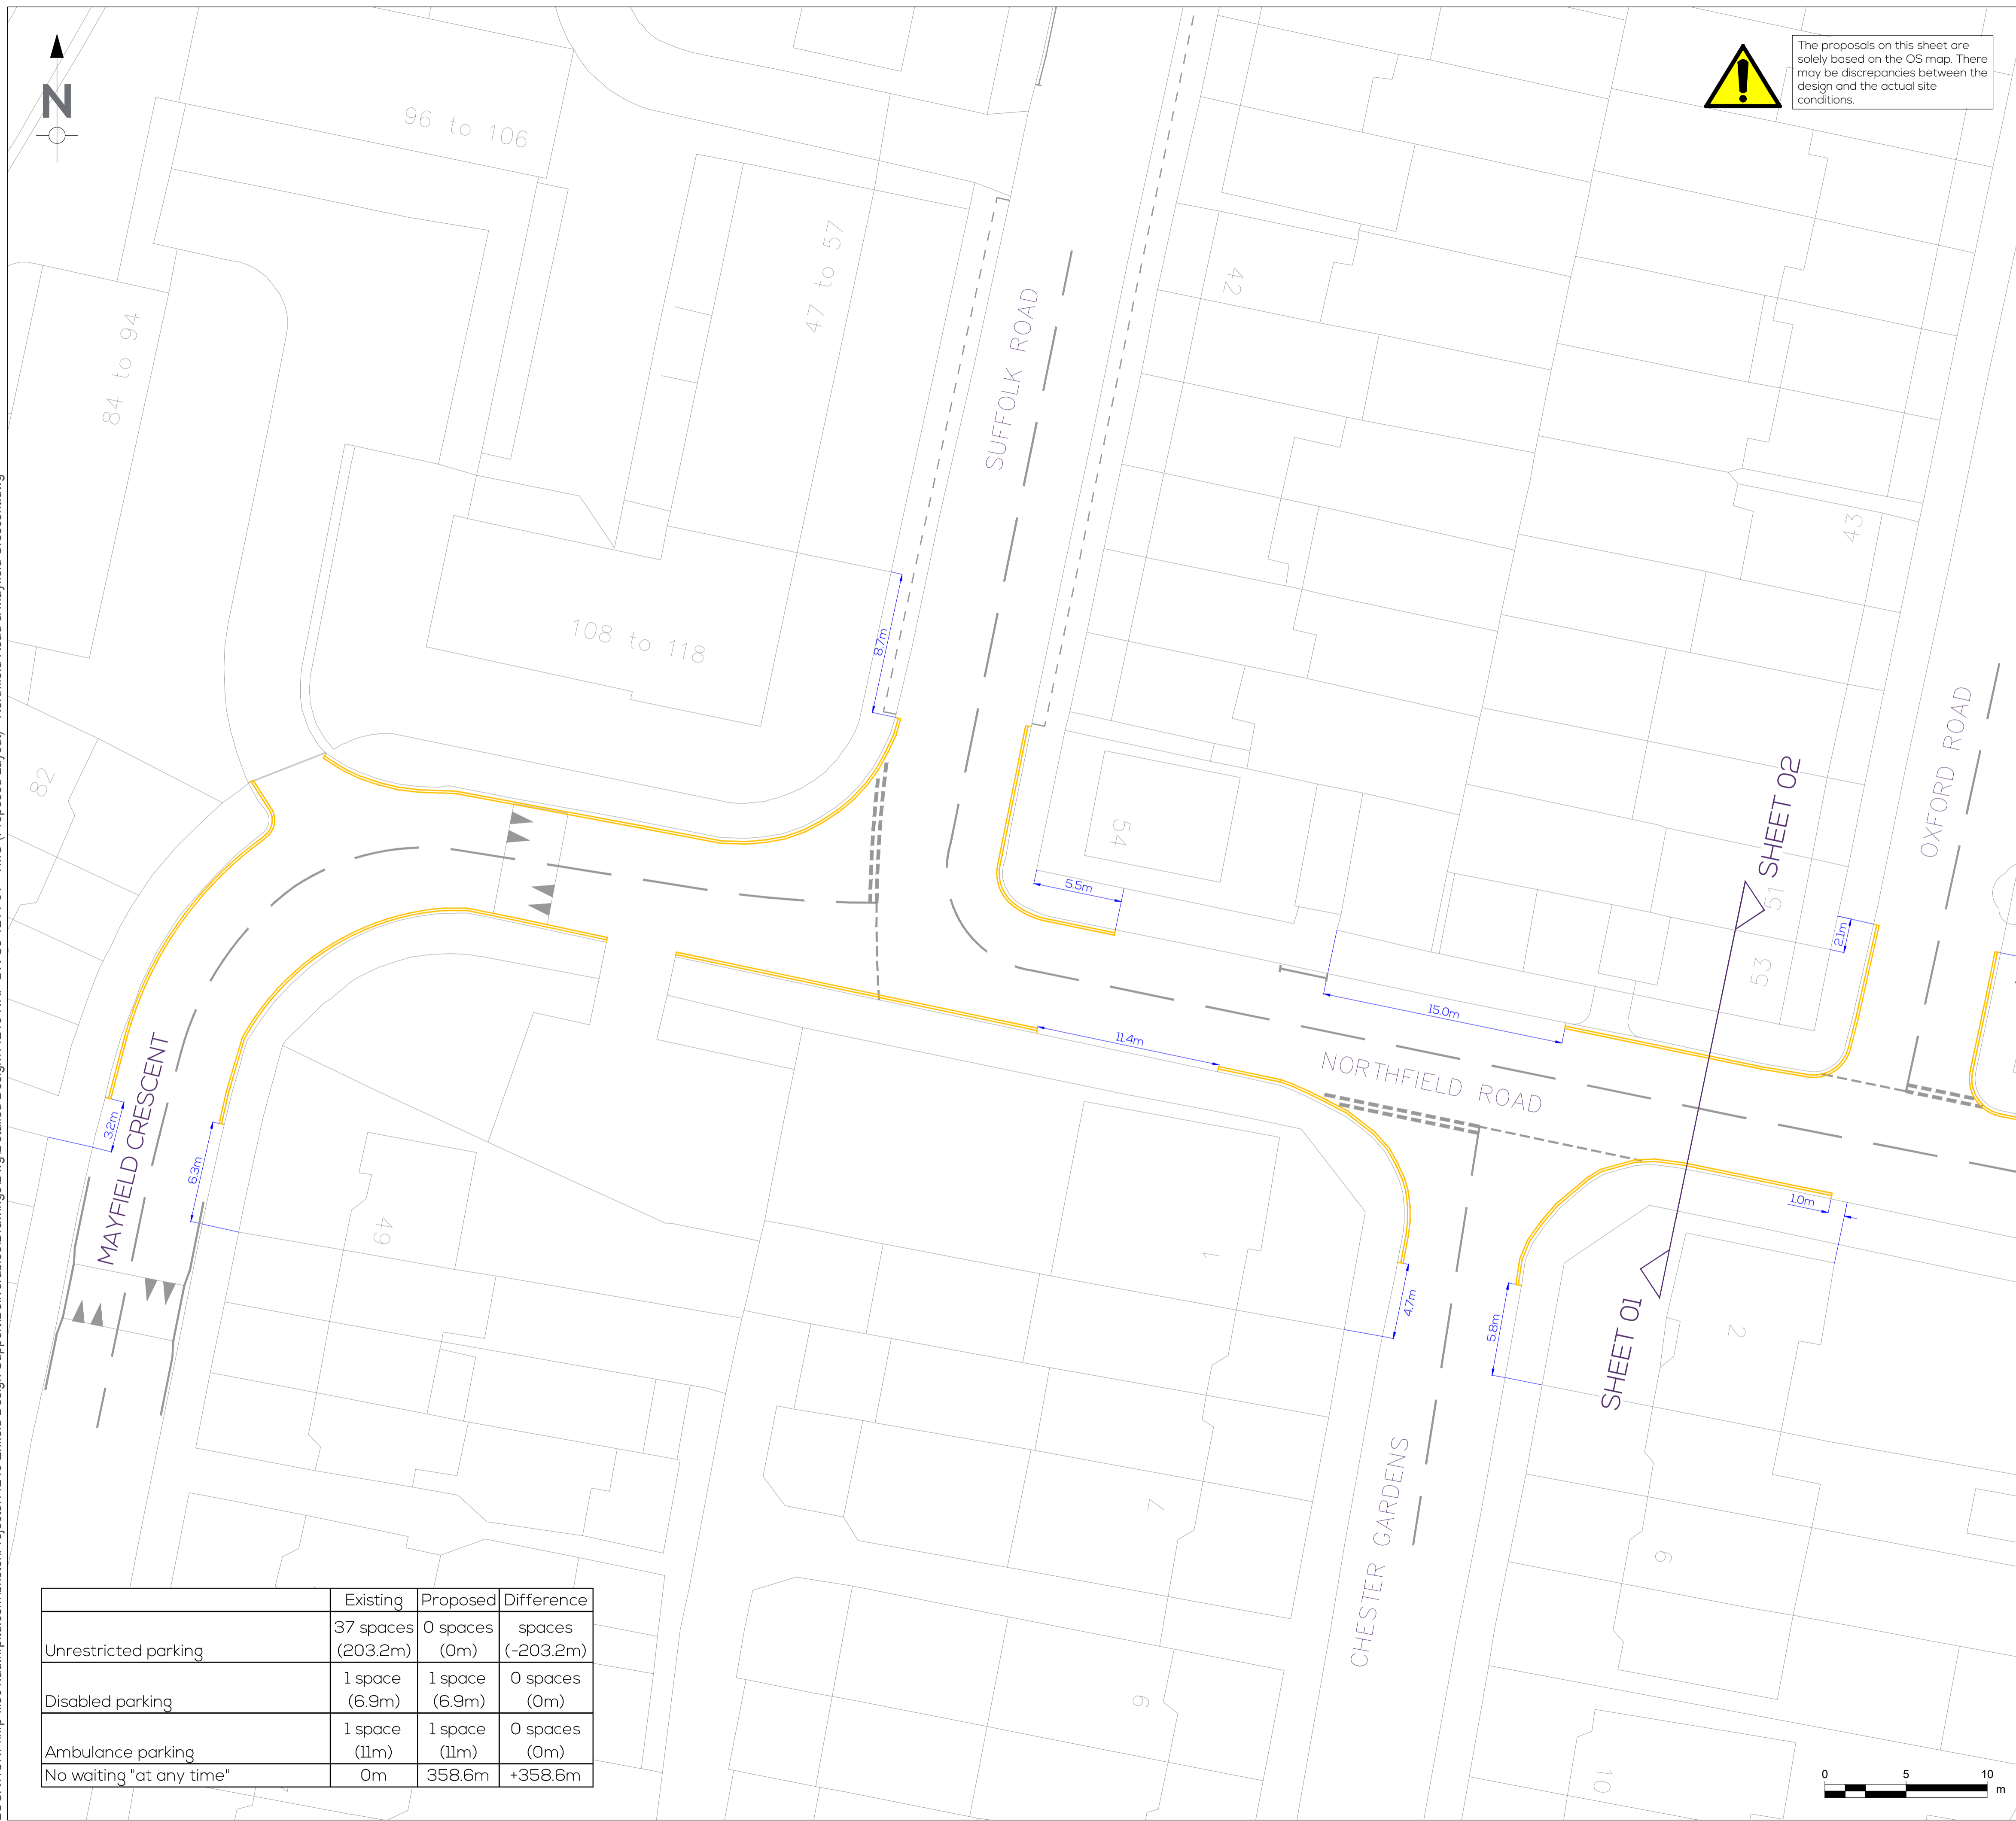 N
The proposals on this sheet are
solely based on the OS map. There
may be discrepancies between the
design and the actual site
conditions.
96 to 106
47 to 57
84 to 94
42
SUFFOLK ROAD
43
108 to 118
8.7m
82
54
5.5m
OXFORD ROAD
SHEET 02
51
53
2.1m
15.0m
11.4m
NORTHFIELD ROAD
MAYFIELD CRESCENT
3.2m
6.3m
49
1
1.0m
4.7m
5.8m
SHEET 01
2
7
CHESTER GARDENS
10
Existing Proposed Difference
37 spaces 0 spaces spaces
Unrestricted parking (203.2m) (0m) (-203.2m)
1 space 1 space 0 spaces
Disabled parking (6.9m) (6.9m) (0m)
1 space 1 space 0 spaces
Ambulance parking (11m) (11m) (0m)
No waiting "at any time" 0m 358.6m +358.6m
0 5 10
m